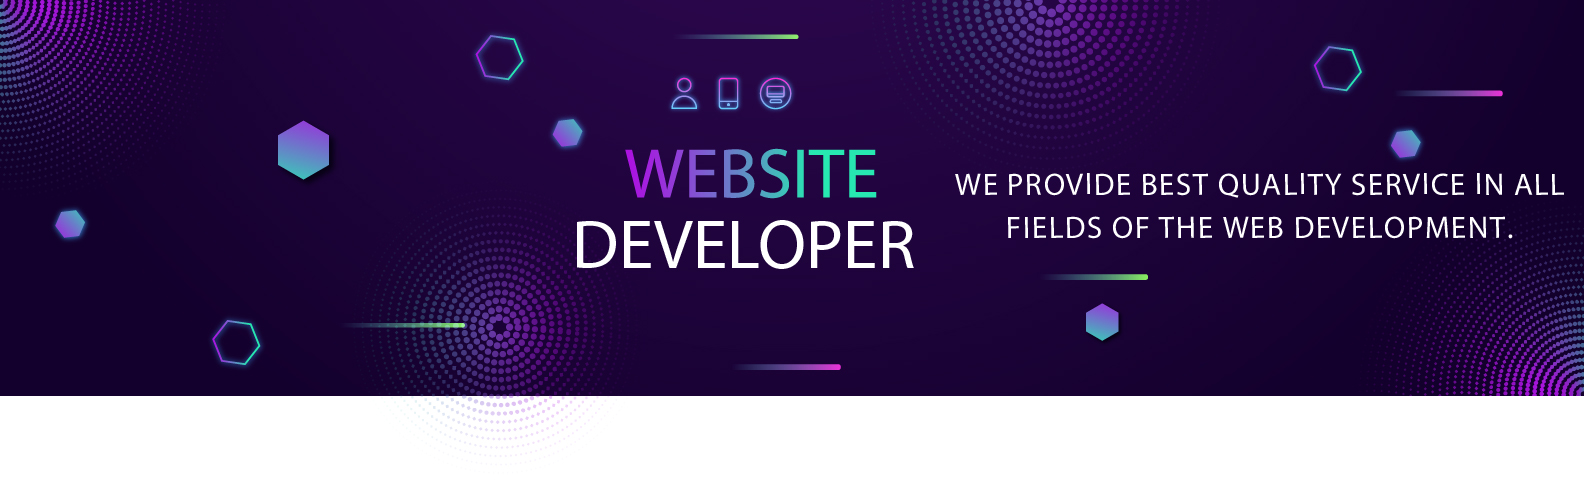 WEBSITE
DEVELOPER
WE PROVIDE BEST QUALITY SERVICE IN ALL
FIELDS OF THE WEB DEVELOPMENT.